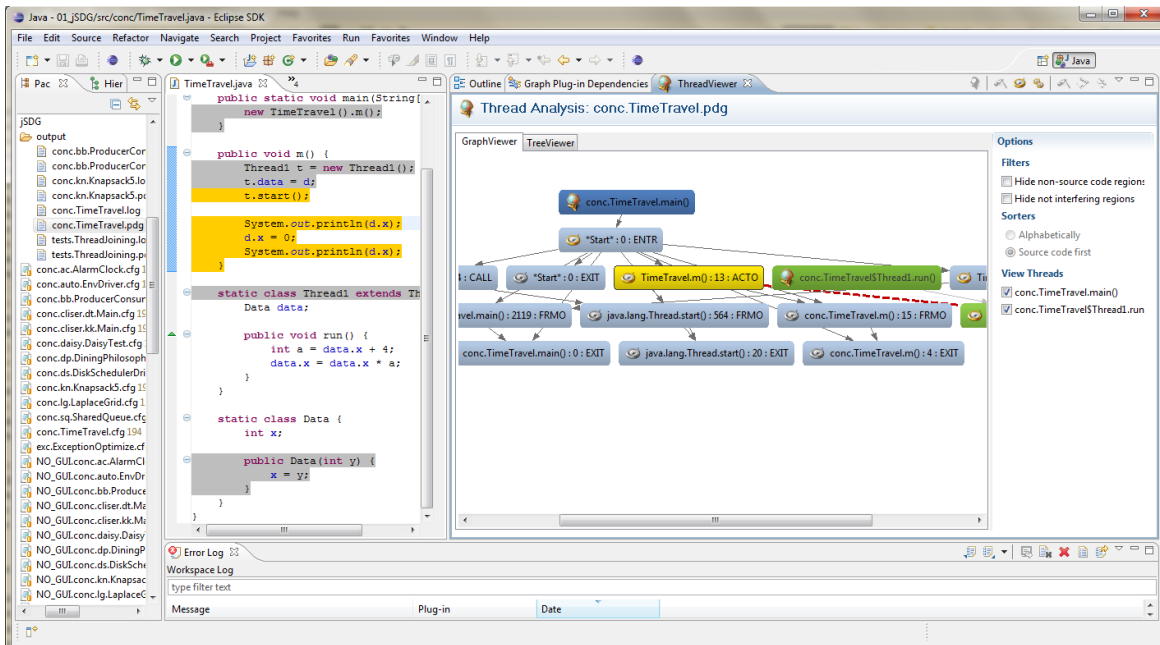 Java - 01_jSDG/src/conc/TimeTravel.java - Eclipse SDK
File Edit Source Refactor Navigate Search Project Favorites Run Favorites Window Help
Java
Pac
Hier
jSDG
output
conc.bb.ProducerCor
conc.bb.ProducerCor
conc.kn.Knapsack5.lo
conc.kn.Knapsack5.pc
conc.TimeTravel.log
conc.TimeTravel.pdg
tests.ThreadJoining.lo
tests.ThreadJoining.p
conc.ac.AlarmClock.cfg 1
conc.auto.EnvDriver.cfg 1
conc.bb.ProducerConsur
conc.cliser.dt.Main.cfg 19
conc.cliser.kk.Main.cfg 19
conc.daisy.DaisyTest.cfg 1
conc.dp.DiningPhilosoph
conc.ds.DiskSchedulerDri
conc.kn.Knapsack5.cfg 19
conc.lg.LaplaceGrid.cfg 1
conc.sq.SharedQueue.cfg
conc.TimeTravel.cfg 194
exc.ExceptionOptimize.cf
NO_GUI.conc.ac.AlarmCl
NO_GUI.conc.auto.EnvDr
NO_GUI.conc.bb.Produce
NO_GUI.conc.cliser.dt.Ma
NO_GUI.conc.cliser.kk.Ma
NO_GUI.conc.daisy.Daisy
NO_GUI.conc.dp.DiningP
NO_GUI.conc.ds.DiskSche
NO_GUI.conc.kn.Knapsac
NO_GUI.conc.lg.LaplaceG
TimeTravel.java
4
public static void main(String[
new TimeTravel().m();
}
public void m() {
Thread1 t = new Thread1();
t.data = d;
t.start();
System.out.println(d.x);
d.x = 0;
System.out.println(d.x);
}
static class Thread1 extends Th
Data data;
public void run() {
int a = data.x + 4;
data.x = data.x * a;
}
}
static class Data {
int x;
public Data(int y) {
x = y;
}
}
}
Outline
Graph Plug-in Dependencies
ThreadViewer
Thread Analysis: conc.TimeTravel.pdg
GraphViewer
TreeViewer
conc.TimeTravel.main()
*Start* : 0 : ENTR
4 : CALL
*Start* : 0 : EXIT
TimeTravel.m() : 13 : ACTO
conc.TimeTravel$Thread1.run()
avel.main() : 2119 : FRMO
java.lang.Thread.start() : 564 : FRMO
conc.TimeTravel.m() : 15 : FRMO
conc.TimeTravel.main() : 0 : EXIT
java.lang.Thread.start() : 20 : EXIT
conc.TimeTravel.m() : 4 : EXIT
Options
Filters
Hide non-source code regions
Hide not interfering regions
Sorters
Alphabetically
Source code first
View Threads
conc.TimeTravel.main()
conc.TimeTravel$Thread1.run
Error Log
Workspace Log
type filter text
Message Plug-in Date